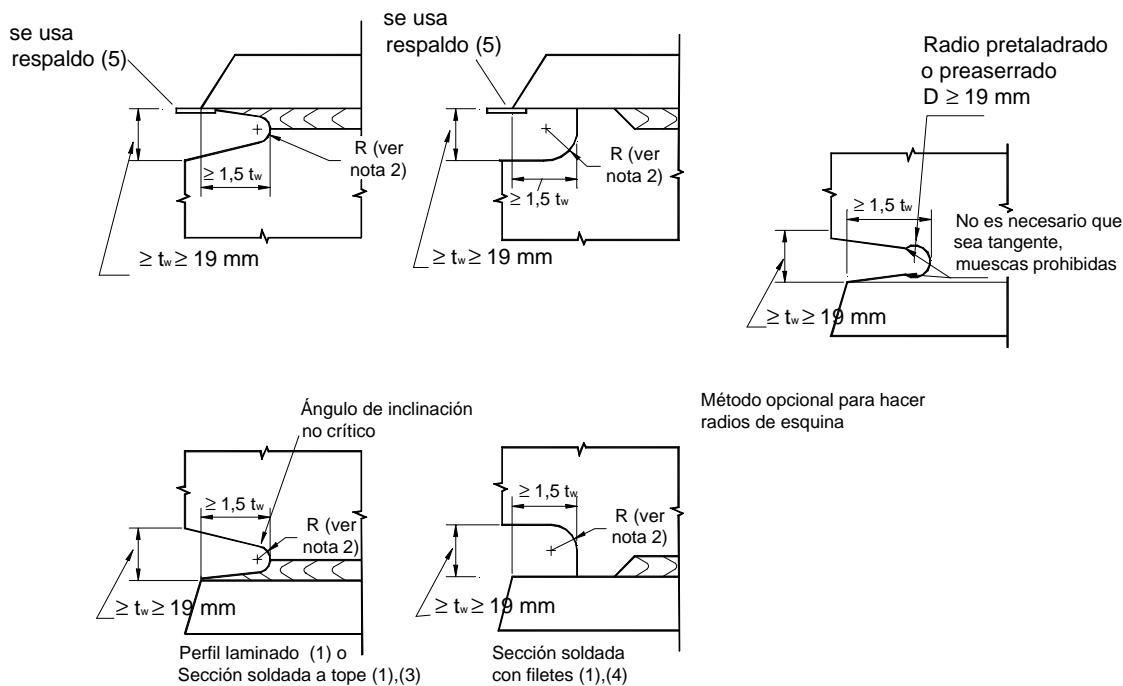 se usa
respaldo (5)
R (ver
nota 2)
≥ 1,5 tw
≥ tw ≥ 19 mm
se usa
respaldo (5)
R (ver
nota 2)
≥ 1,5 tw
≥ tw ≥ 19 mm
Radio pretaladrado
o preaserrado
D ≥ 19 mm
≥ 1,5 tw
No es necesario que
sea tangente,
muescas prohibidas
≥ tw ≥ 19 mm
Ángulo de inclinación
no crítico
≥ 1,5 tw
R (ver
nota 2)
≥ tw ≥ 19 mm
Perfil laminado (1) o
Sección soldada a tope (1),(3)
≥ 1,5 tw
R (ver
nota 2)
≥ tw ≥ 19 mm
Sección soldada
con filetes (1),(4)
Método opcional para hacer
radios de esquina